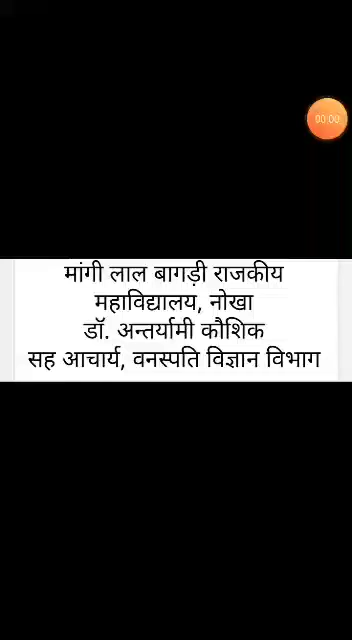 00:00
मांगी लाल बागड़ी राजकीय
महाविद्यालय, नोखा
डॉ. अन्तर्यामी कौशिक
सह आचार्य, वनस्पति विज्ञान विभाग